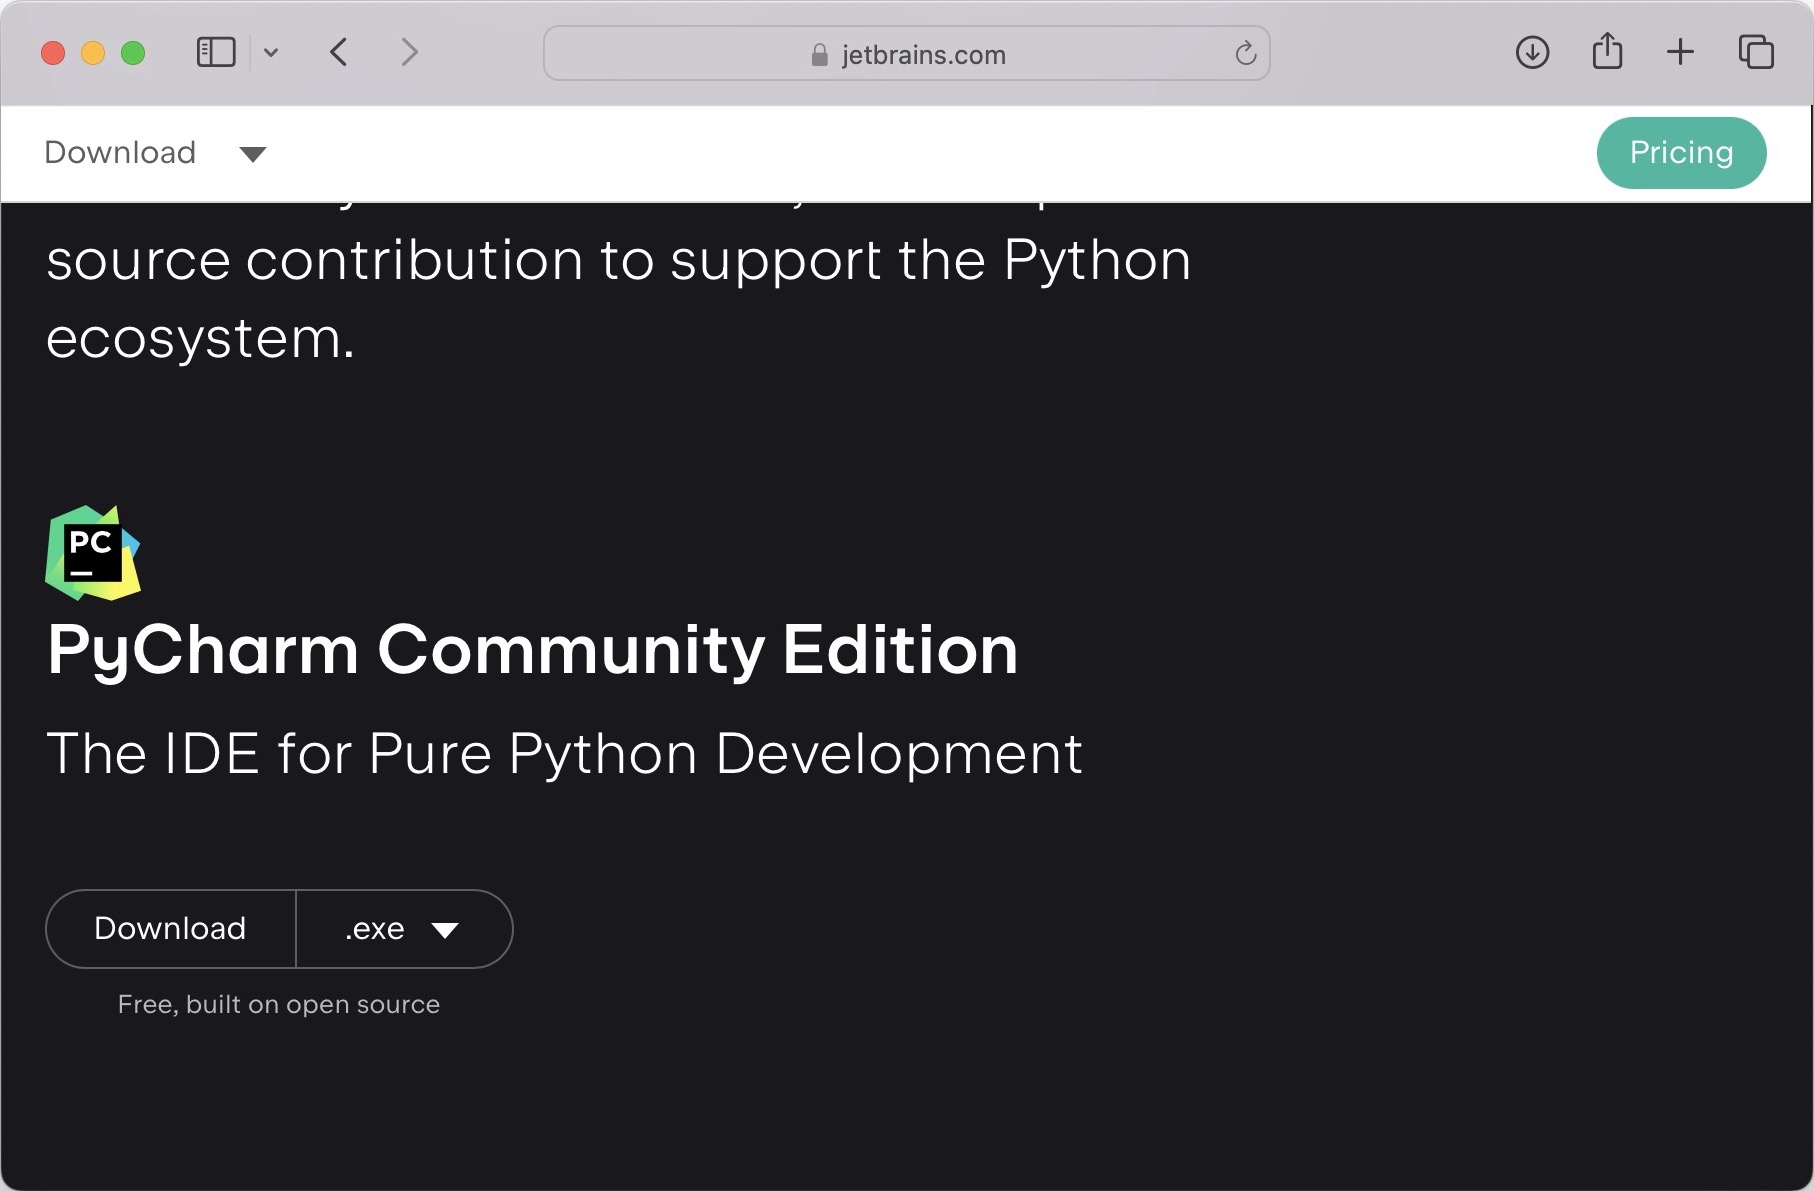 jetbrains.com
Download
Pricing
source contribution to support the Python
ecosystem.
PC
PyCharm Community Edition
The IDE for Pure Python Development
Download
.exe
Free, built on open source